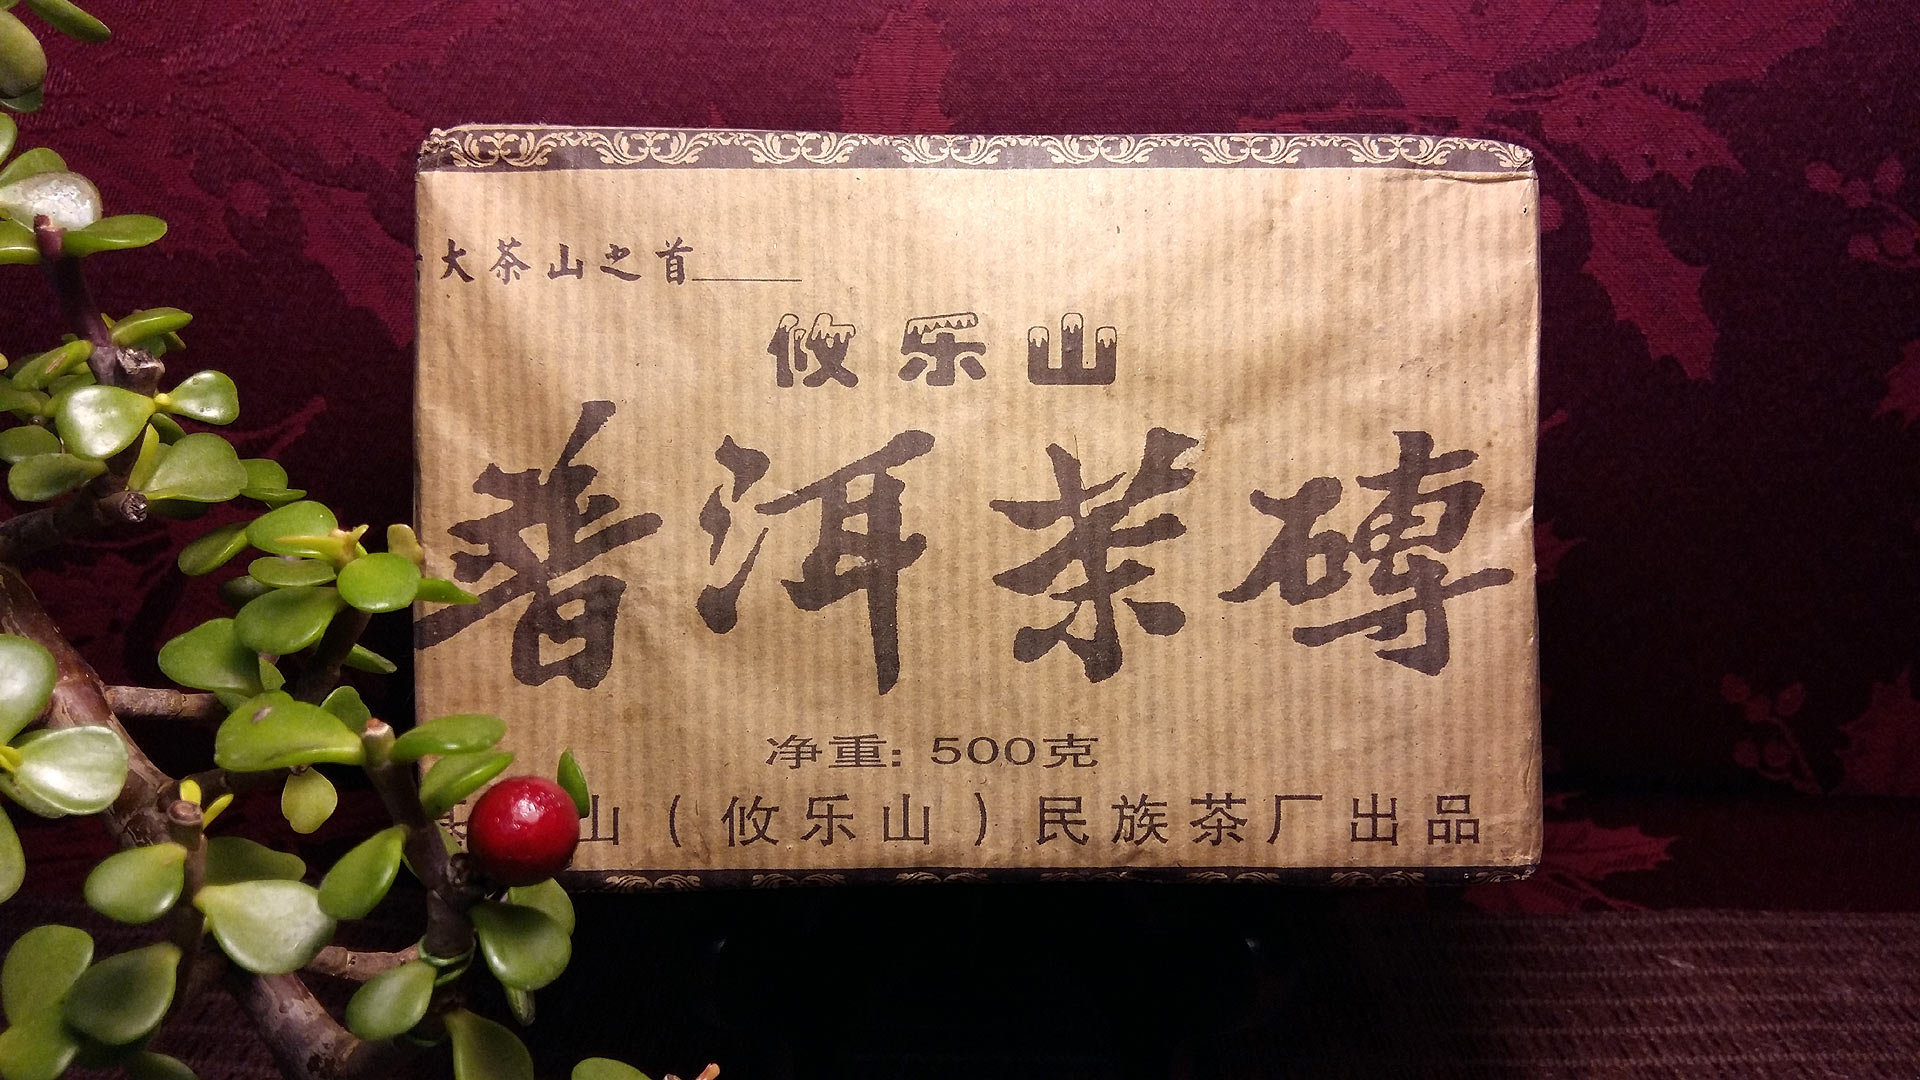 大茶山之首
攸乐山
普洱茶磚
净重: 500克
山(攸乐山)民族茶厂出品